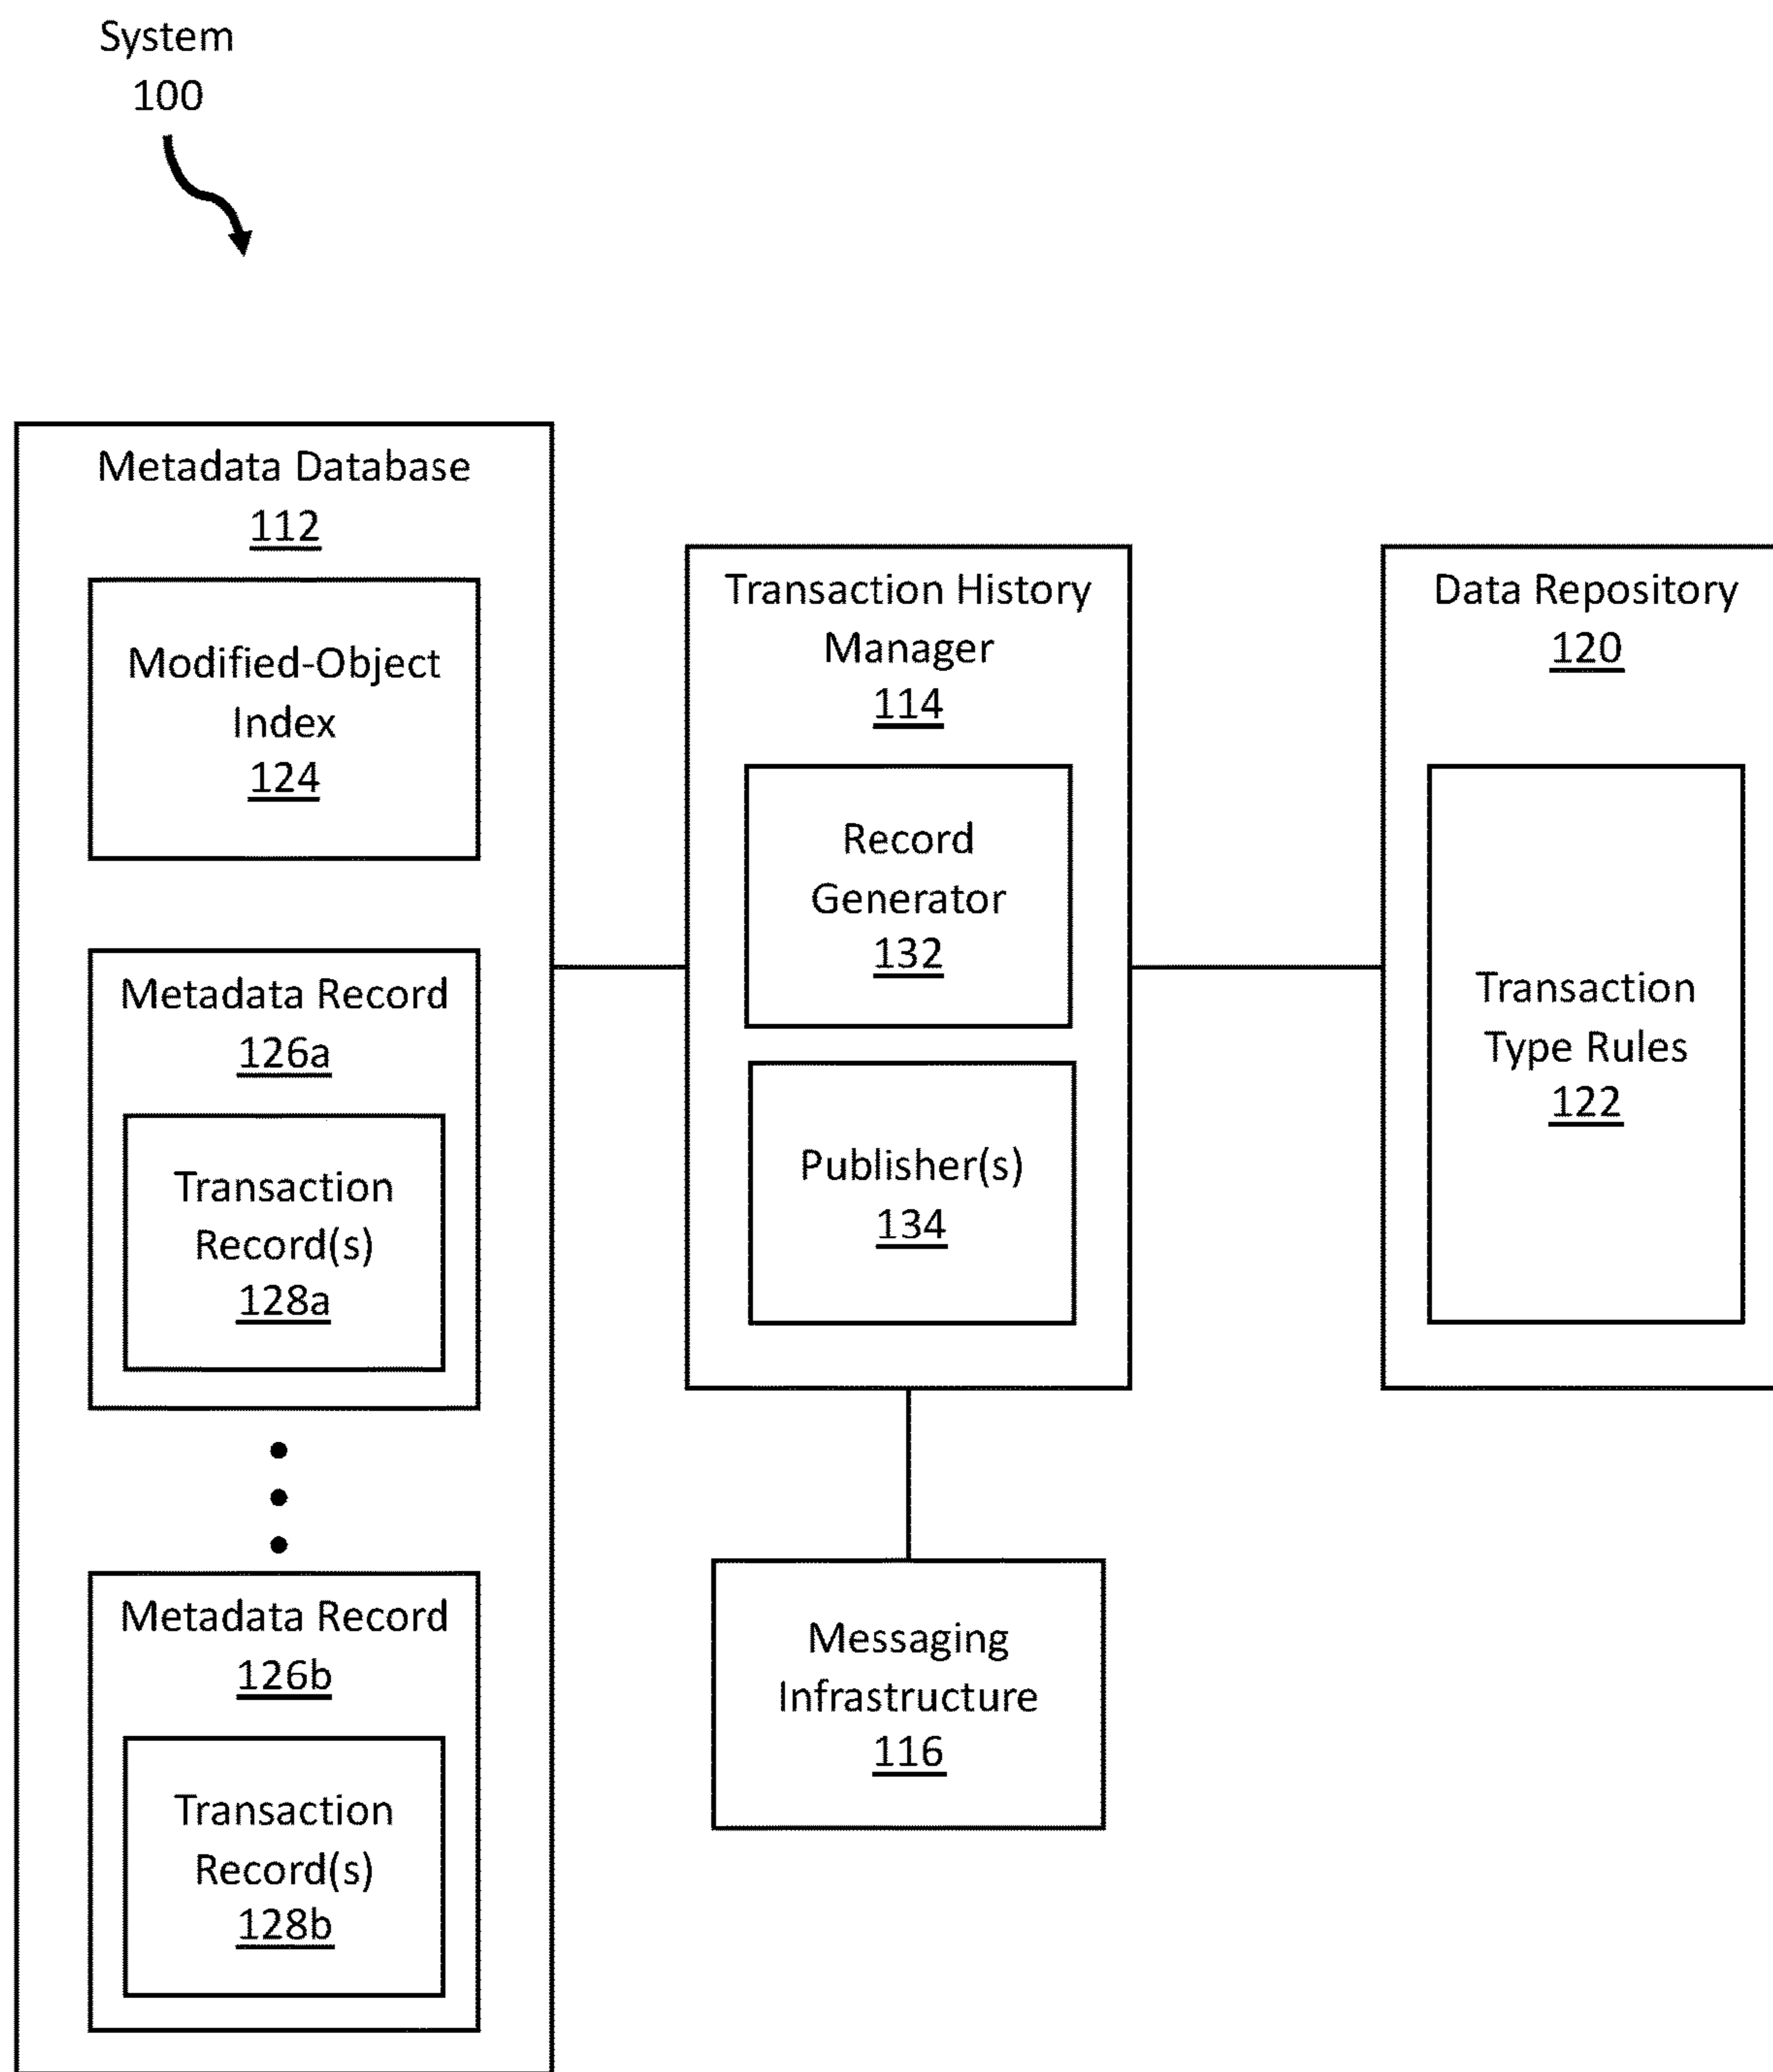 System
100
Metadata Database
112
Modified-Object
Index
124
Metadata Record
126a
Transaction
Record(s)
128a
Metadata Record
126b
Transaction
Record(s)
128b
Transaction History
Manager
114
Record
Generator
132
Publisher(s)
134
Messaging
Infrastructure
116
Data Repository
120
Transaction
Type Rules
122